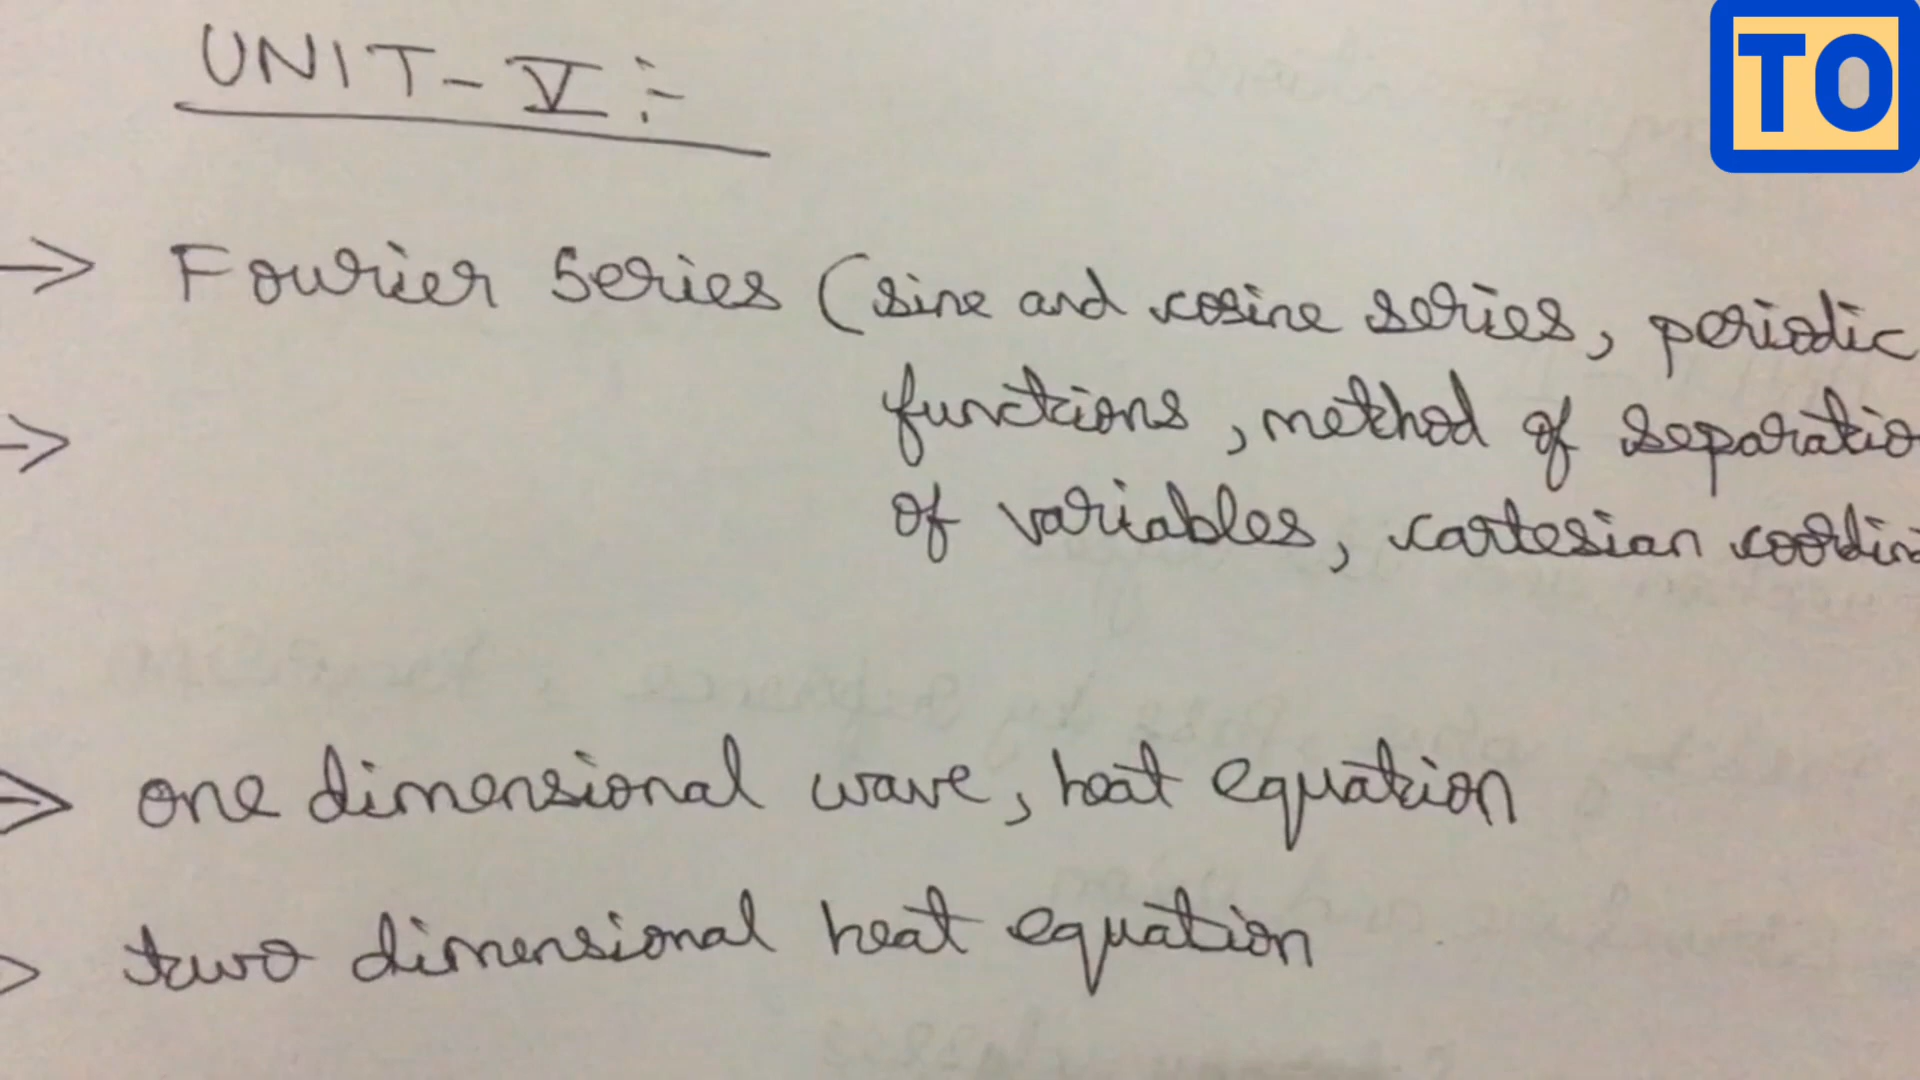 UNIT-V:-
TO
→ Fourier Series (sine and cosine series, periodic
→ functions, method of separatio
of variables, cartesian coordin
→ one dimensional wave, heat equation
→ two dimensional heat equation